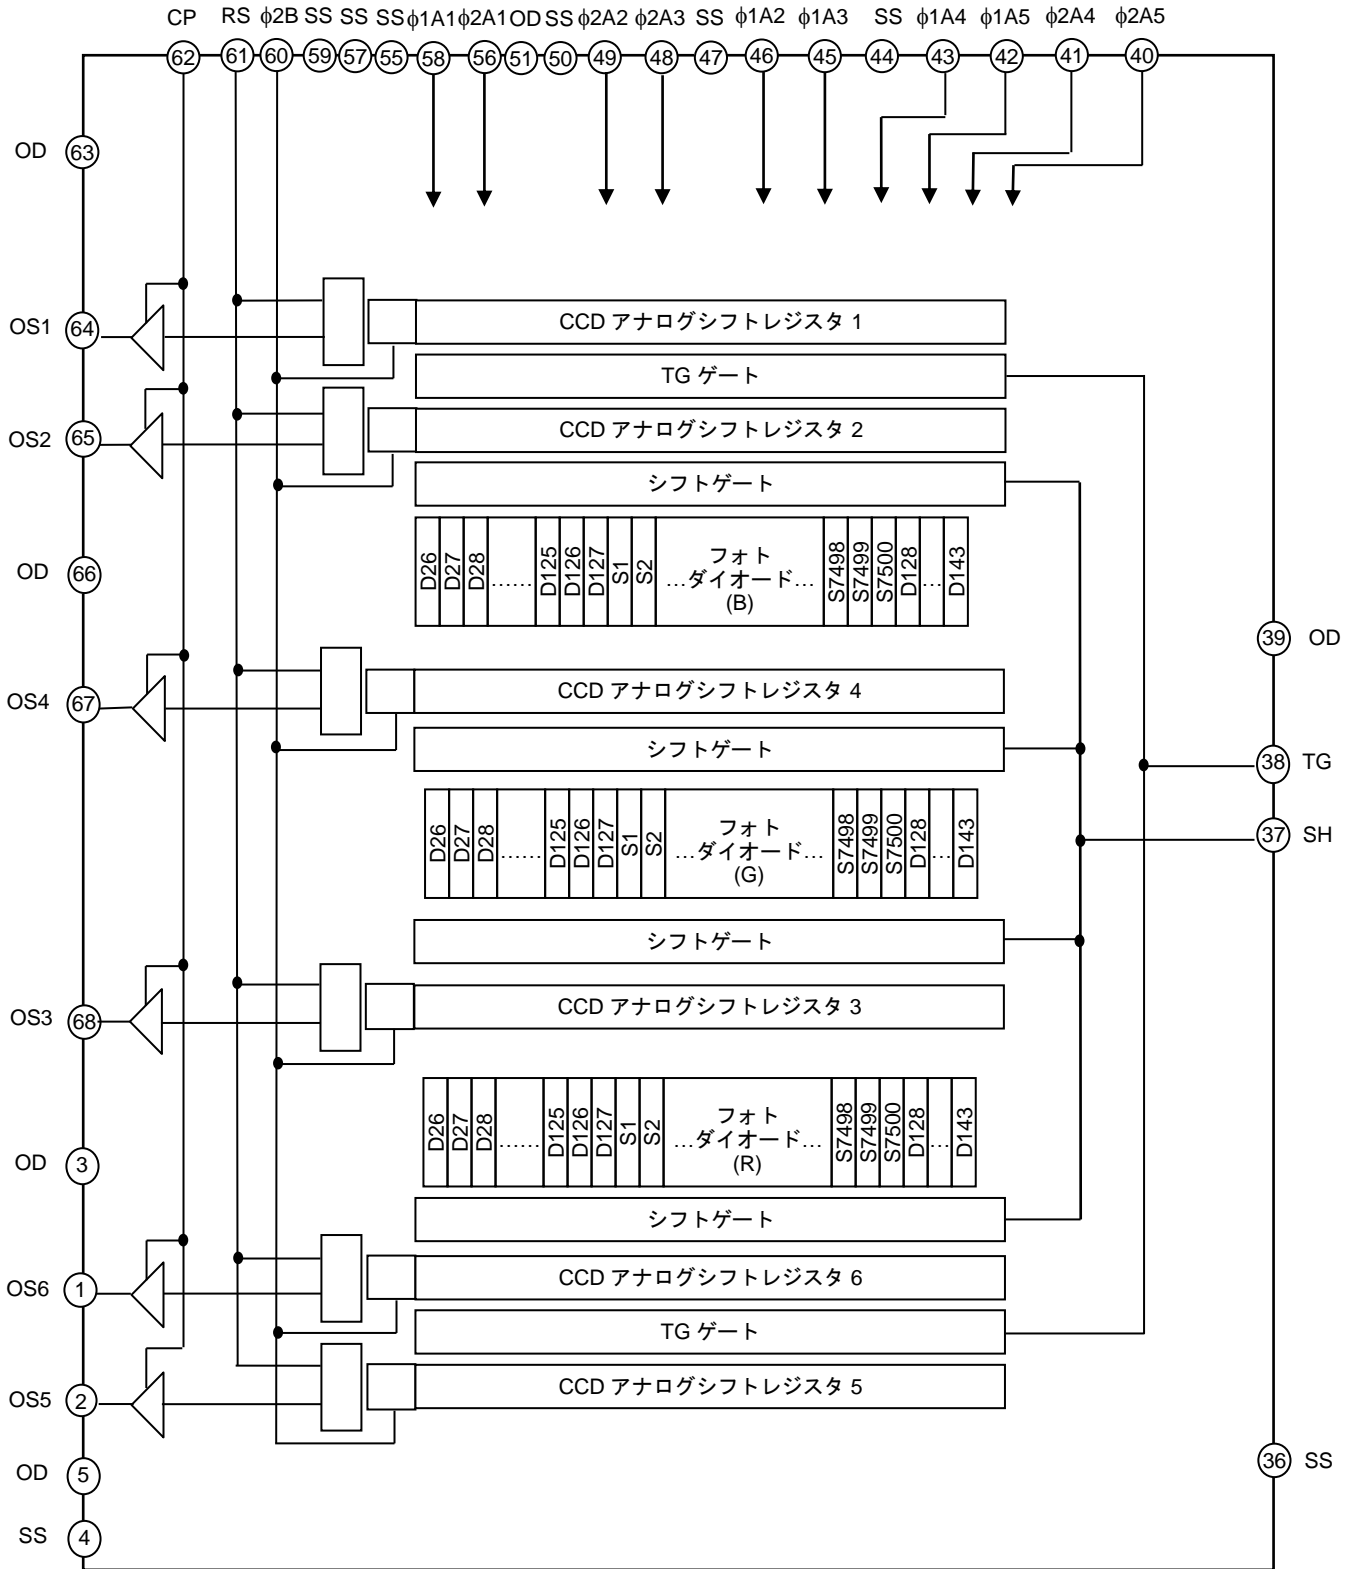 CP RS ϕ2B SS SS SS ϕ1A1 ϕ2A1 OD SS ϕ2A2 ϕ2A3 SS ϕ1A2 ϕ1A3 SS ϕ1A4 ϕ1A5 ϕ2A4 ϕ2A5
62 61 60 59 57 55 58 56 51 50 49 48 47 46 45 44 43 42 41 40
OD 63
OS1 64
CCD アナログシフトレジスタ 1
TG ゲート
OS2 65
CCD アナログシフトレジスタ 2
シフトゲート
OD 66
D26 D27 D28 ...... D125 D126 D127 S1 S2
フォト
...ダイオード...
(B)
S7498 S7499 S7500 D128 ... D143
39 OD
OS4 67
CCD アナログシフトレジスタ 4
シフトゲート
38 TG
37 SH
D26 D27 D28 ...... D125 D126 D127 S1 S2
フォト
...ダイオード...
(G)
S7498 S7499 S7500 D128 ... D143
シフトゲート
OS3 68
CCD アナログシフトレジスタ 3
D26 D27 D28 ...... D125 D126 D127 S1 S2
フォト
...ダイオード...
(R)
S7498 S7499 S7500 D128 ... D143
OD 3
シフトゲート
OS6 1
CCD アナログシフトレジスタ 6
TG ゲート
OS5 2
CCD アナログシフトレジスタ 5
OD 5
36 SS
SS 4